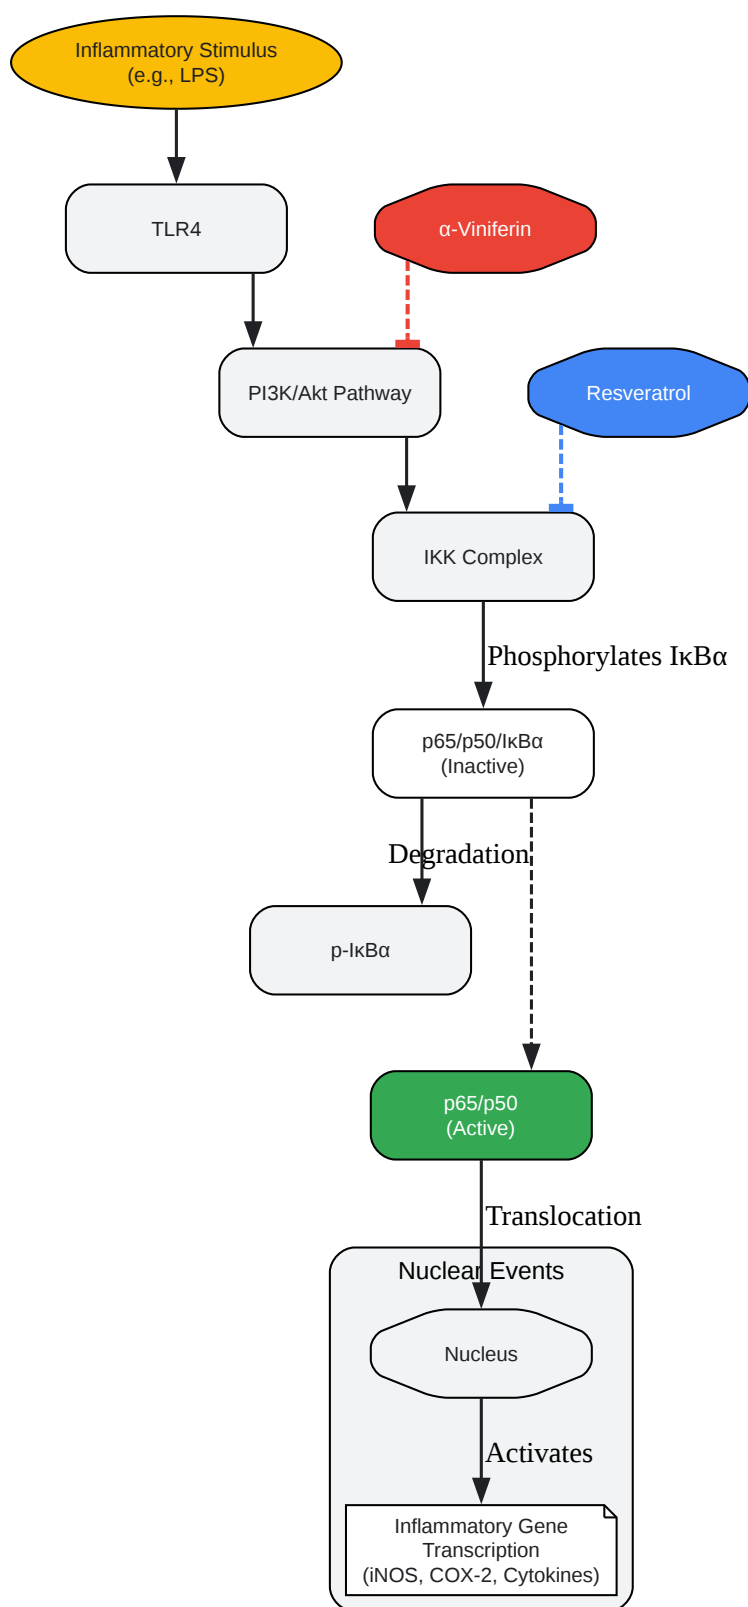 Inflammatory Stimulus
(e.g., LPS)
TLR4
α-Viniferin
PI3K/Akt Pathway
Resveratrol
IKK Complex
Phosphorylates IκBα
p65/p50/IκBα
(Inactive)
Degradation
p-IκBα
p65/p50
(Active)
Translocation
Nuclear Events
Nucleus
Activates
Inflammatory Gene
Transcription
(iNOS, COX-2, Cytokines)